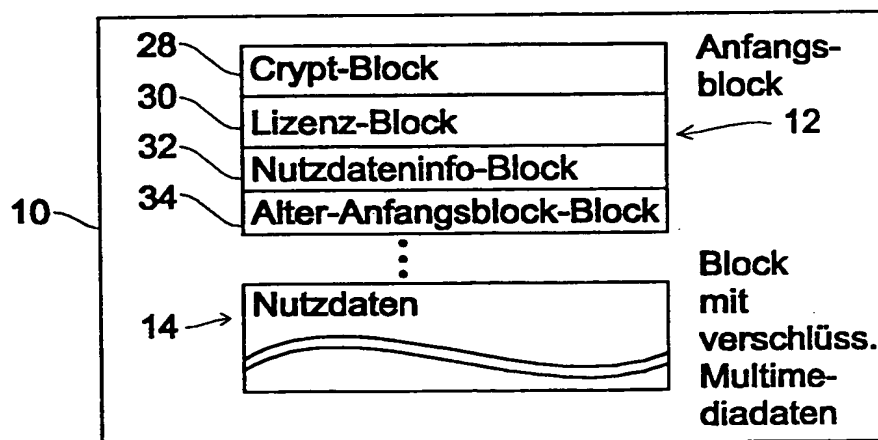 28
Crypt-Block
Anfangs-
block
30
Lizenz-Block
12
32
Nutzdateninfo-Block
10
34
Alter-Anfangsblock-Block
14
Nutzdaten
Block
mit
verschlüss.
Multime-
diadaten